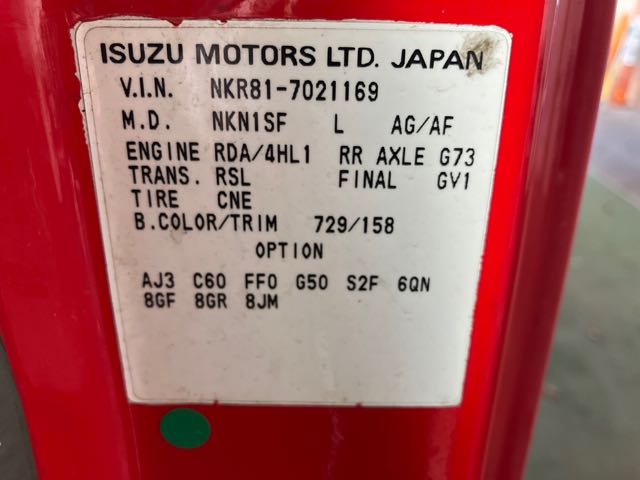 ISUZU MOTORS LTD. JAPAN
V.I.N. NKR81-7021169
M.D. NKN1SF L AG/AF
ENGINE RDA/4HL1 RR AXLE G73
TRANS. RSL FINAL GV1
TIRE CNE
B.COLOR/TRIM 729/158
OPTION
AJ3 C60 FF0 G50 S2F 6QN
8GF 8GR 8JM